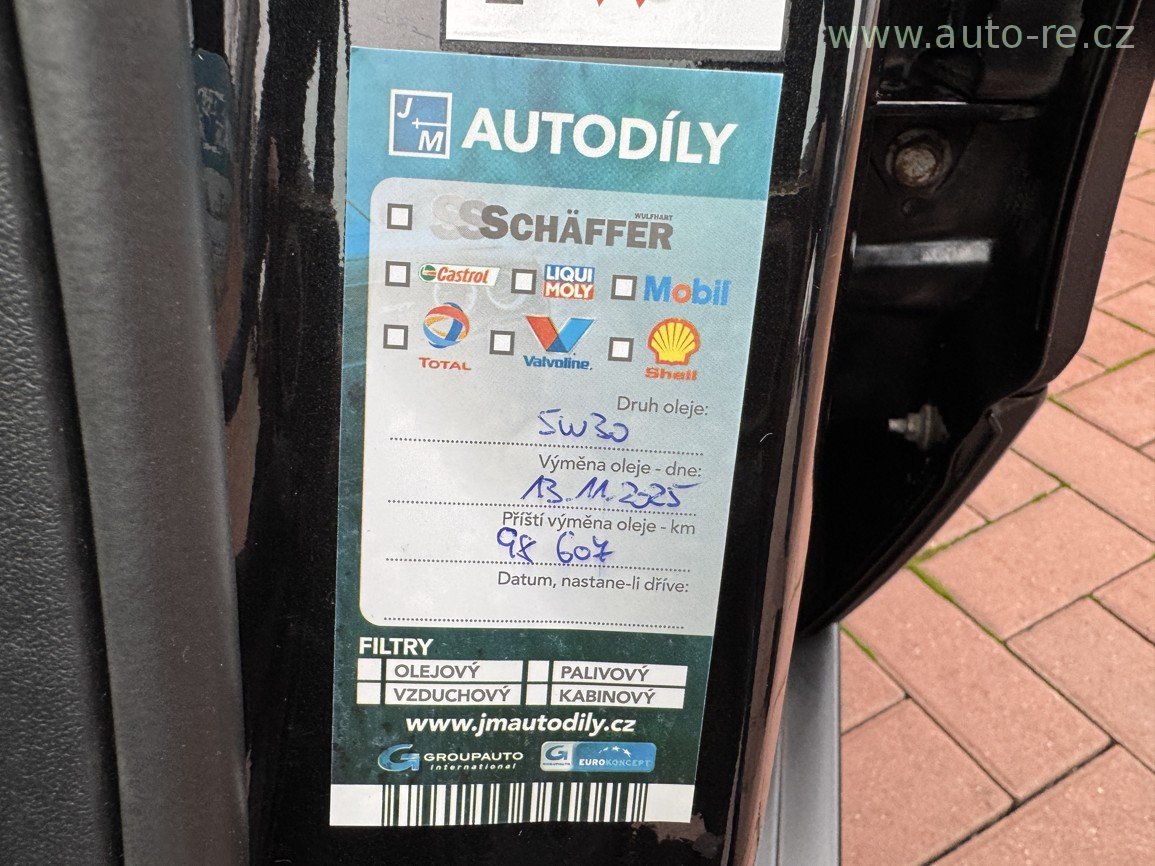 www.auto-re.cz
J+M AUTODÍLY
SCHÄFFER WULFHART
Castrol LIQUI MOLY Mobil
TOTAL Valvoline. Shell
Druh oleje:
5W30
Výměna oleje - dne:
13.11.2025
Příští výměna oleje - km
98 607
Datum, nastane-li dříve:
FILTRY
OLEJOVÝ PALIVOVÝ
VZDUCHOVÝ KABINOVÝ
www.jmautodily.cz
G GROUPAUTO International G EUROKONCEPT